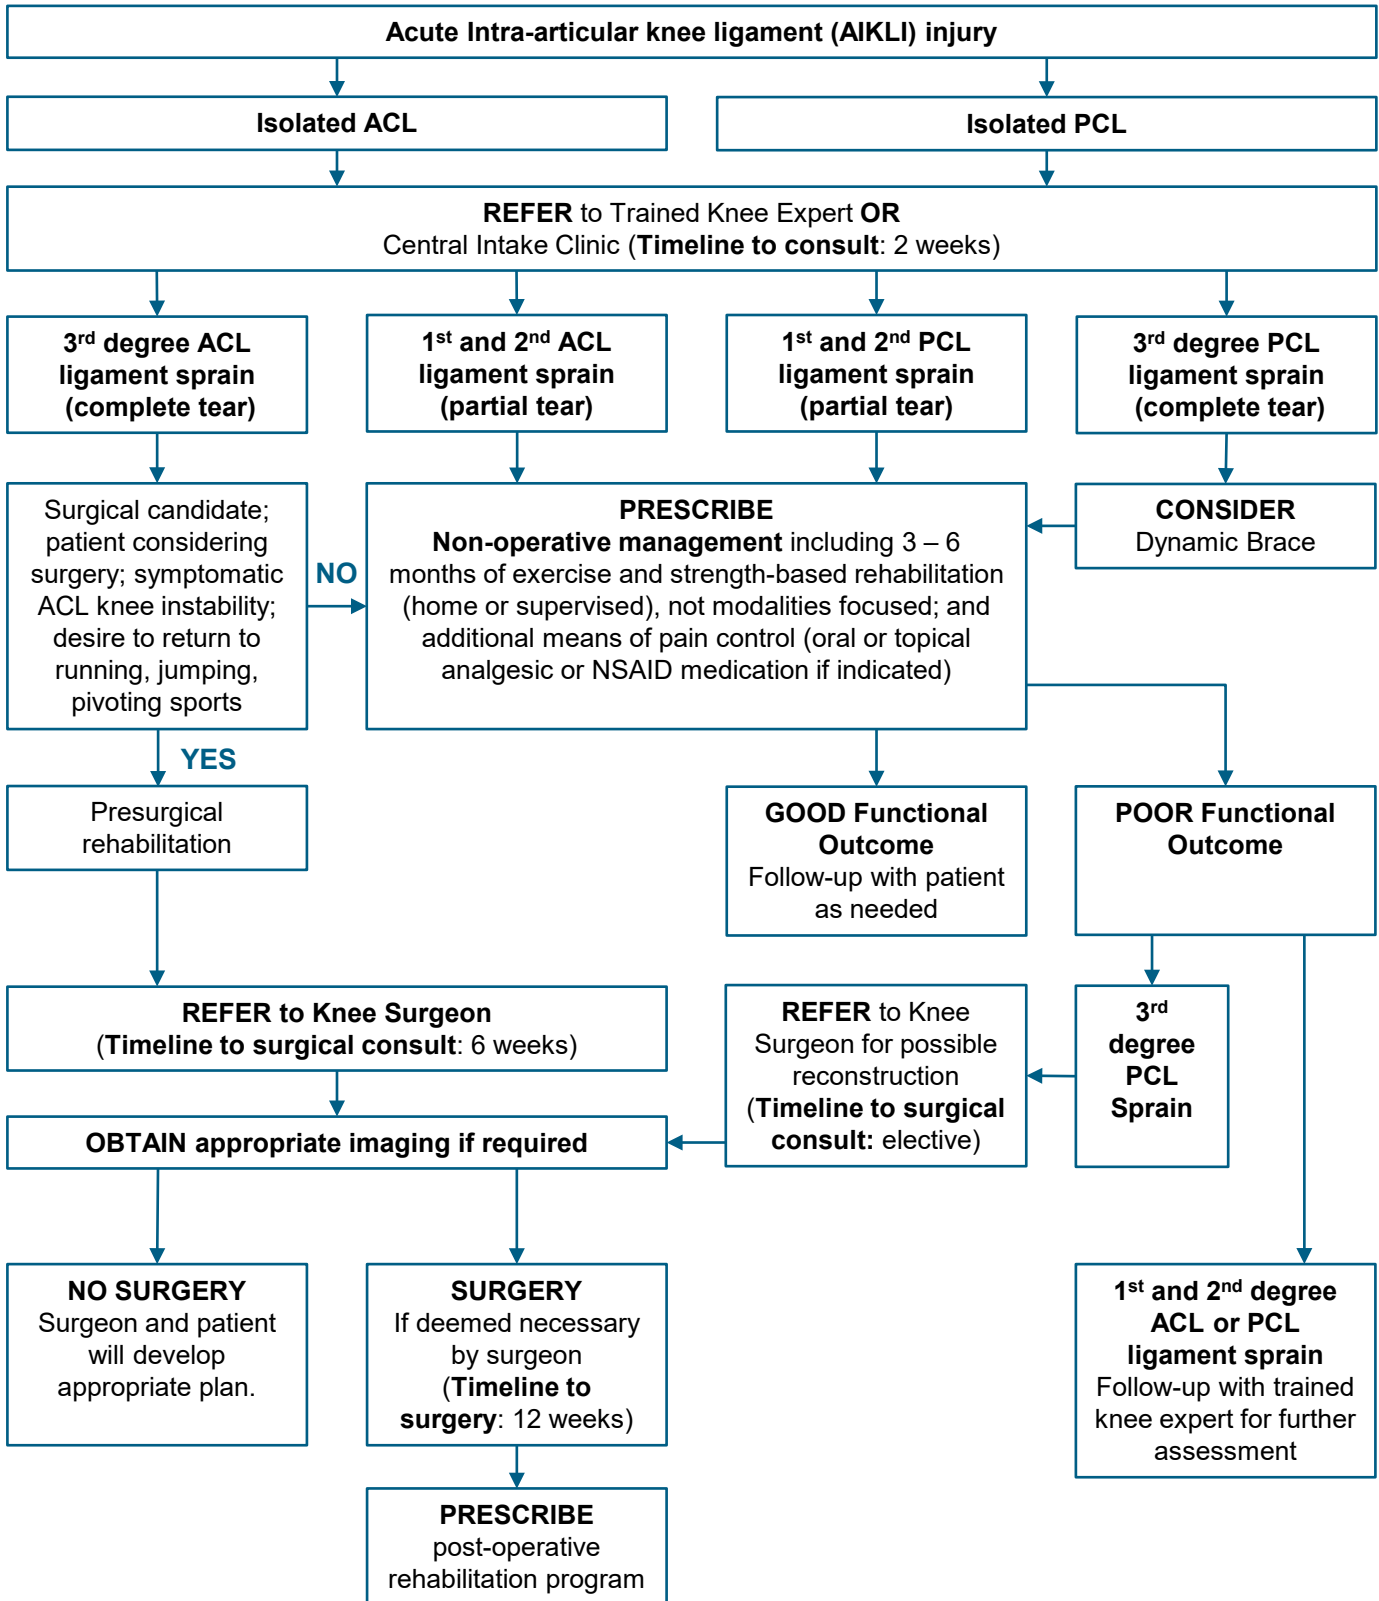 Acute Intra-articular knee ligament (AIKLI) injury
Isolated ACL
Isolated PCL
REFER to Trained Knee Expert OR
Central Intake Clinic (Timeline to consult: 2 weeks)
3rd degree ACL
ligament sprain
(complete tear)
1st and 2nd ACL
ligament sprain
(partial tear)
1st and 2nd PCL
ligament sprain
(partial tear)
3rd degree PCL
ligament sprain
(complete tear)
Surgical candidate;
patient considering
surgery; symptomatic
ACL knee instability;
desire to return to
running, jumping,
pivoting sports
NO
PRESCRIBE
Non-operative management including 3 – 6
months of exercise and strength-based rehabilitation
(home or supervised), not modalities focused; and
additional means of pain control (oral or topical
analgesic or NSAID medication if indicated)
CONSIDER
Dynamic Brace
YES
Presurgical
rehabilitation
GOOD Functional
Outcome
Follow-up with patient
as needed
POOR Functional
Outcome
REFER to Knee Surgeon
(Timeline to surgical consult: 6 weeks)
REFER to Knee
Surgeon for possible
reconstruction
(Timeline to surgical
consult: elective)
3rd
degree
PCL
Sprain
OBTAIN appropriate imaging if required
NO SURGERY
Surgeon and patient
will develop
appropriate plan.
SURGERY
If deemed necessary
by surgeon
(Timeline to
surgery: 12 weeks)
1st and 2nd degree
ACL or PCL
ligament sprain
Follow-up with trained
knee expert for further
assessment
PRESCRIBE
post-operative
rehabilitation program